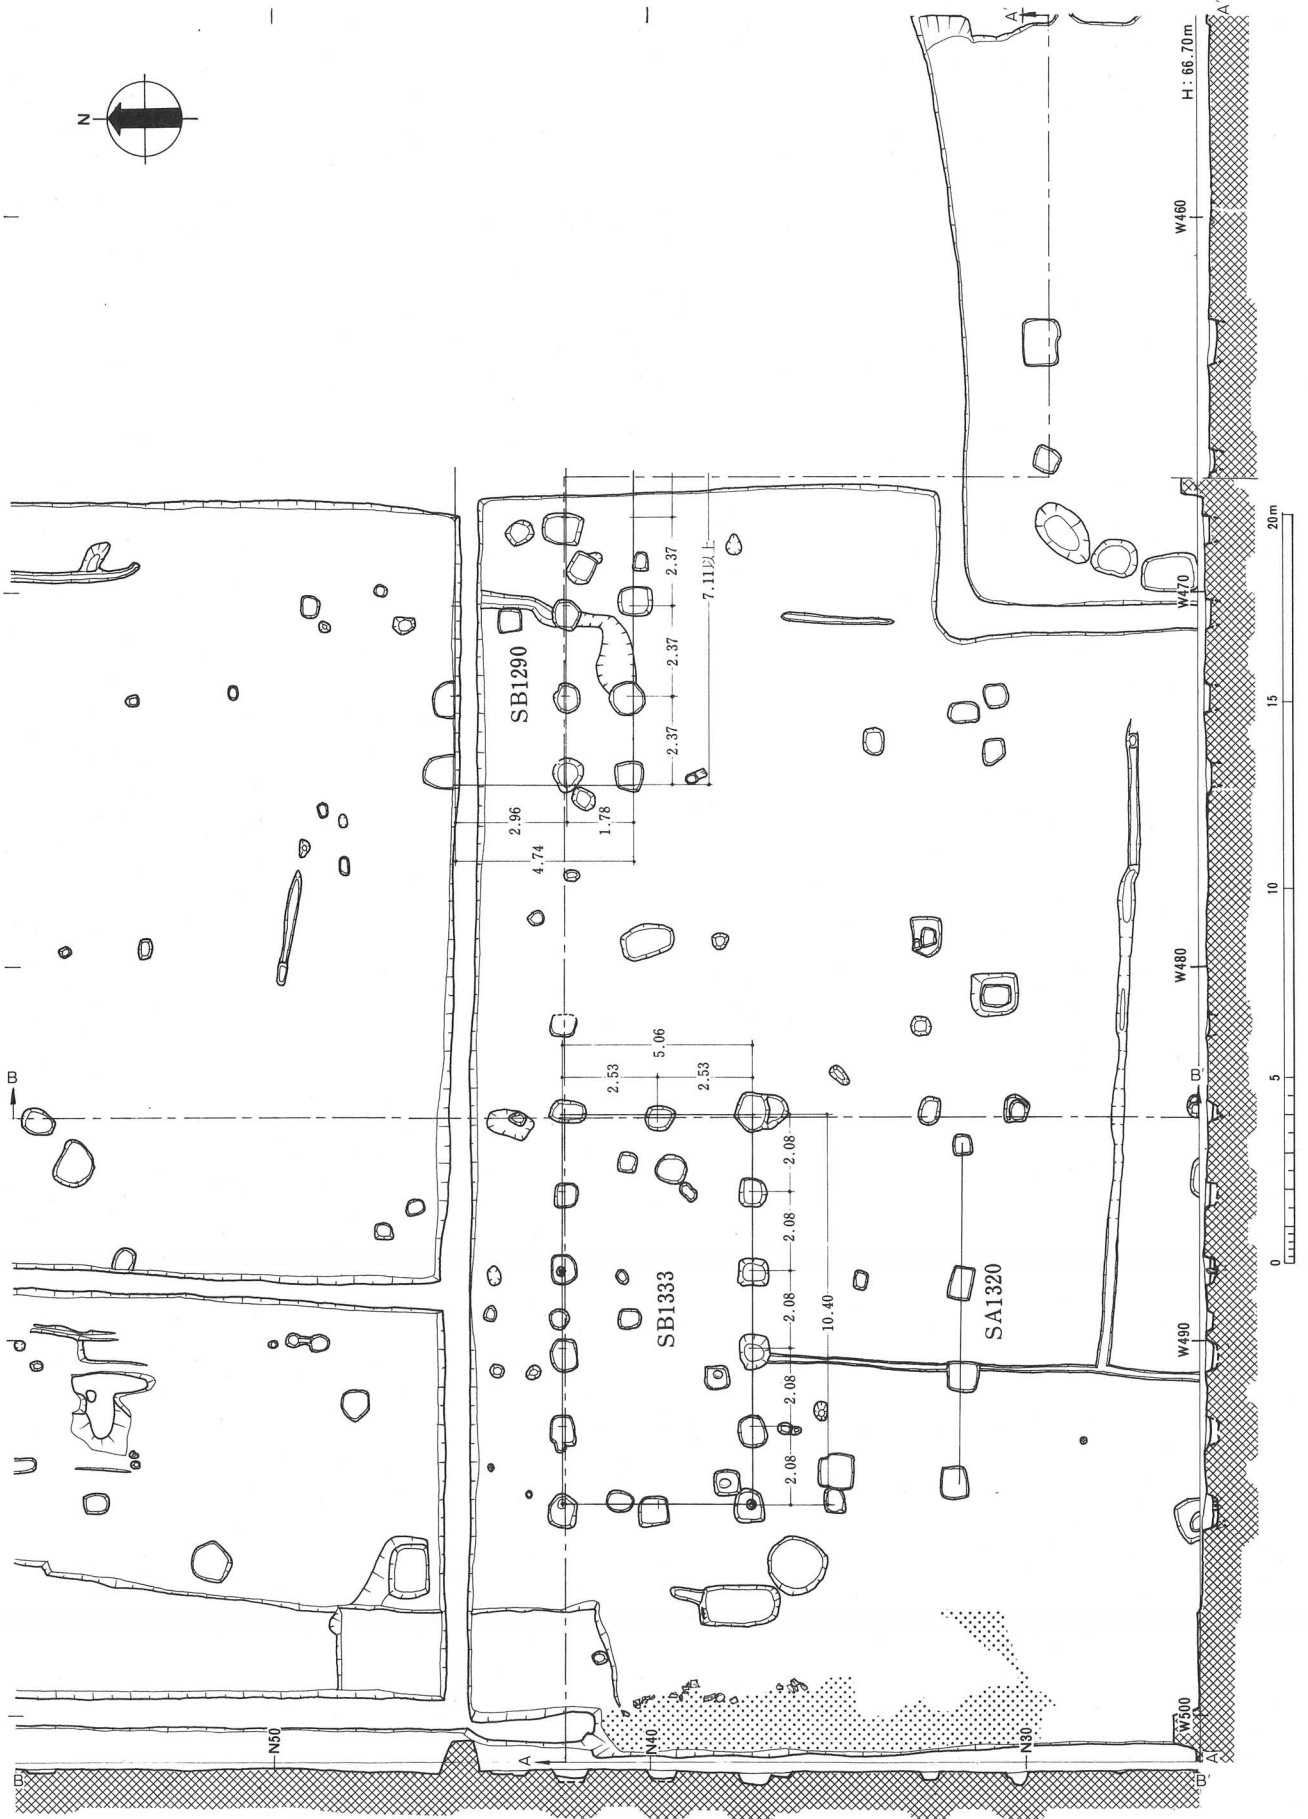 N
A'
A'
H: 66.70m
W460
W470
W480
W490
W500
SB1290
2.37
2.37
2.37
7.11以上
2.96
1.78
4.74
B
B'
5.06
2.53
2.53
SB1333
2.08
2.08
2.08
2.08
2.08
10.40
SA1320
20m
15
10
5
0
N50
N40
N30
A
A
B
B'